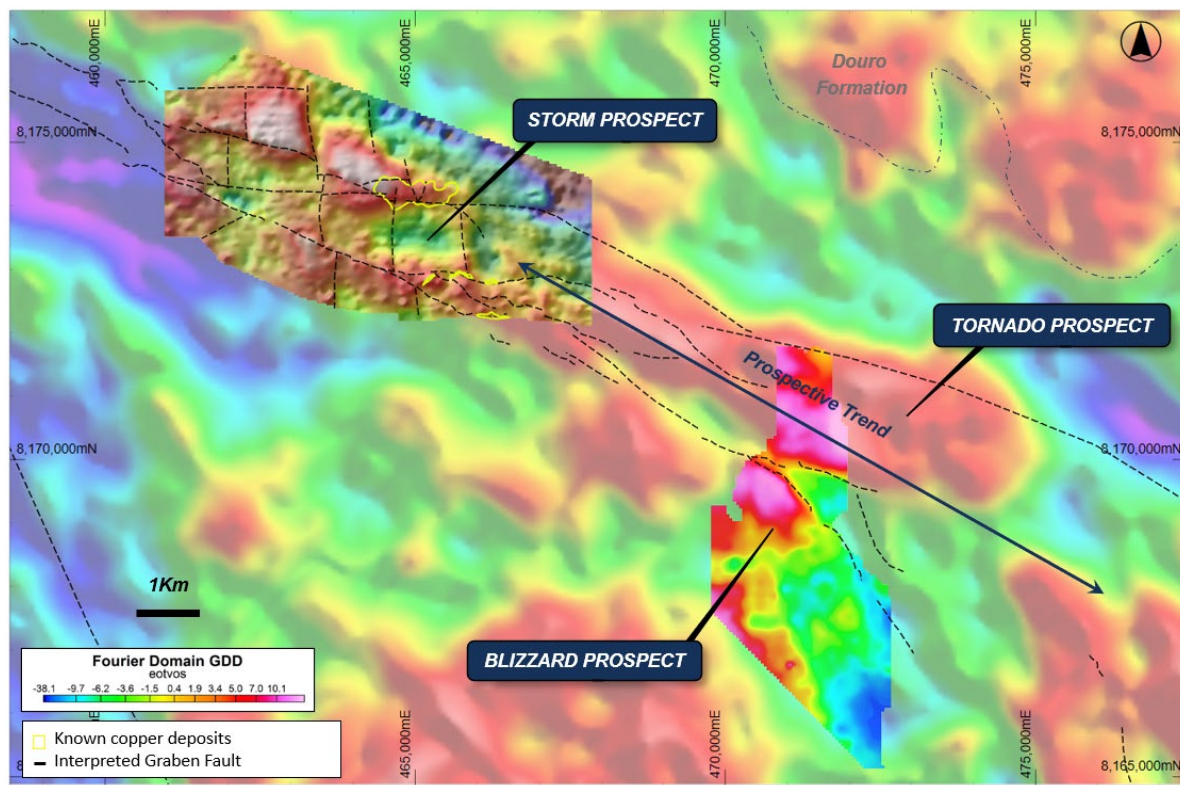 460,000mE
465,000mE
470,000mE
475,000mE
Douro
Formation
8,175,000mN
8,175,000mN
STORM PROSPECT
TORNADO PROSPECT
Prospective Trend
8,170,000mN
8,170,000mN
1Km
BLIZZARD PROSPECT
Fourier Domain GDD
eotvos
-38.1 -9.7 -6.2 -3.6 -1.5 0.4 1.9 3.4 5.0 7.0 10.1
Known copper deposits
Interpreted Graben Fault
465,000mE
470,000mE
475,000mE
8,165,000mN